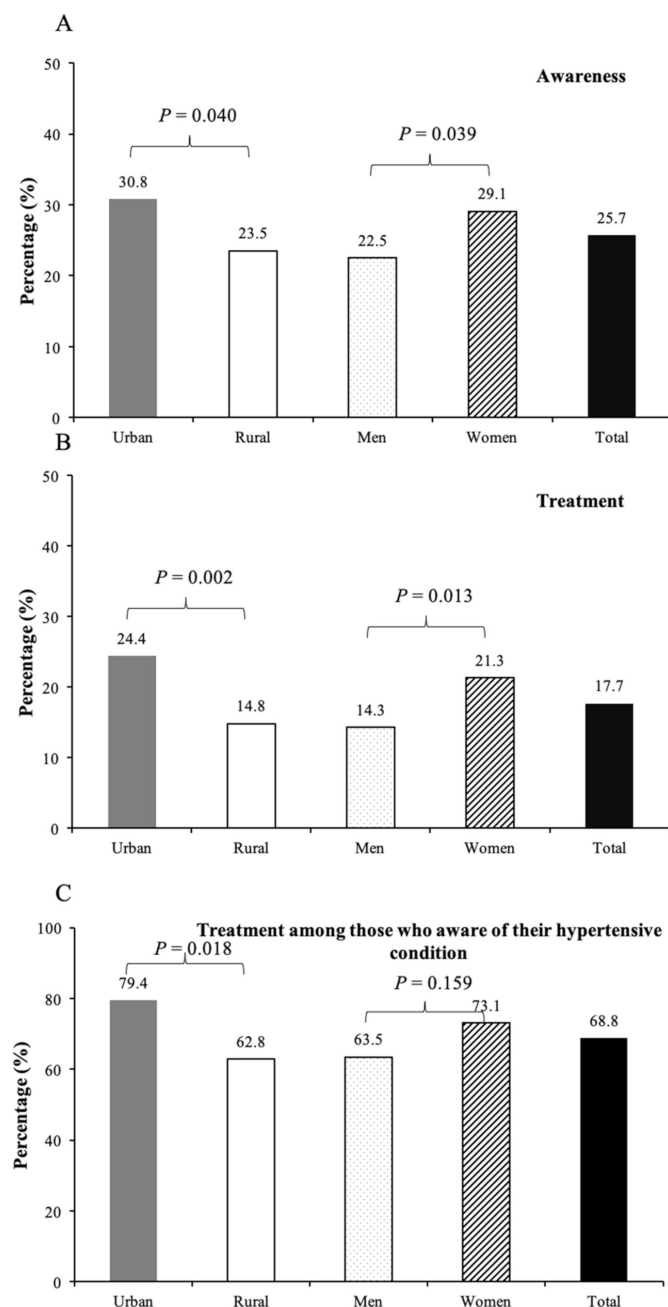 A
Awareness
Percentage (%)
50
40
30
20
10
0
P = 0.040
P = 0.039
30.8
23.5
22.5
29.1
25.7
Urban
Rural
Men
Women
Total
B
Treatment
Percentage (%)
50
40
30
20
10
0
P = 0.002
P = 0.013
24.4
14.8
14.3
21.3
17.7
Urban
Rural
Men
Women
Total
C
Treatment among those who aware of their hypertensive
condition
Percentage (%)
100
80
60
40
20
0
P = 0.018
P = 0.159
79.4
62.8
63.5
73.1
68.8
Urban
Rural
Men
Women
Total